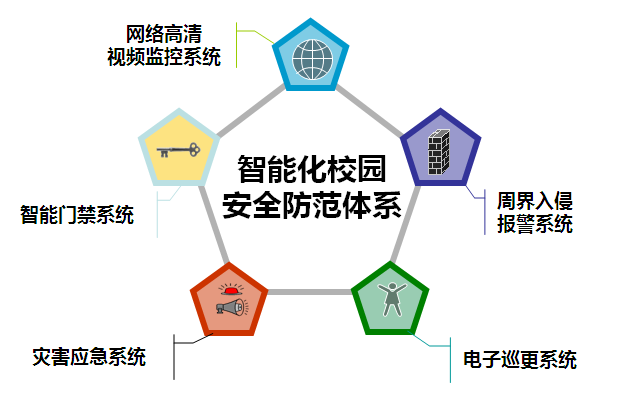 网络高清
视频监控系统
智能化校园
安全防范体系
智能门禁系统
周界入侵
报警系统
灾害应急系统
电子巡更系统